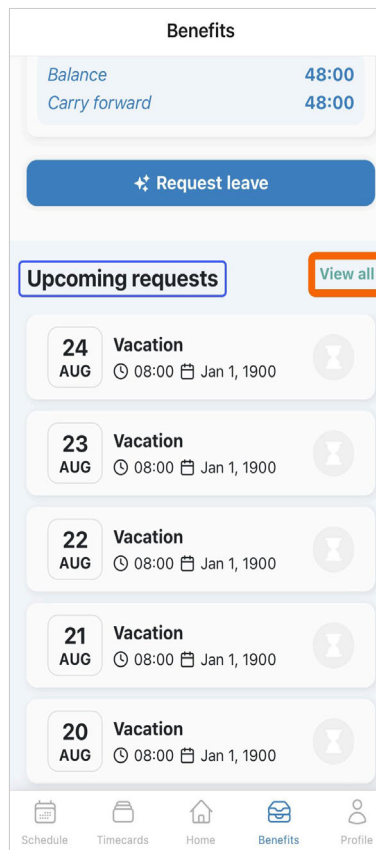 Benefits
Balance 48:00
Carry forward 48:00
Request leave
Upcoming requests View all
24 Vacation
AUG 08:00 Jan 1, 1900
23 Vacation
AUG 08:00 Jan 1, 1900
22 Vacation
AUG 08:00 Jan 1, 1900
21 Vacation
AUG 08:00 Jan 1, 1900
20 Vacation
AUG 08:00 Jan 1, 1900
Schedule Timecards Home Benefits Profile